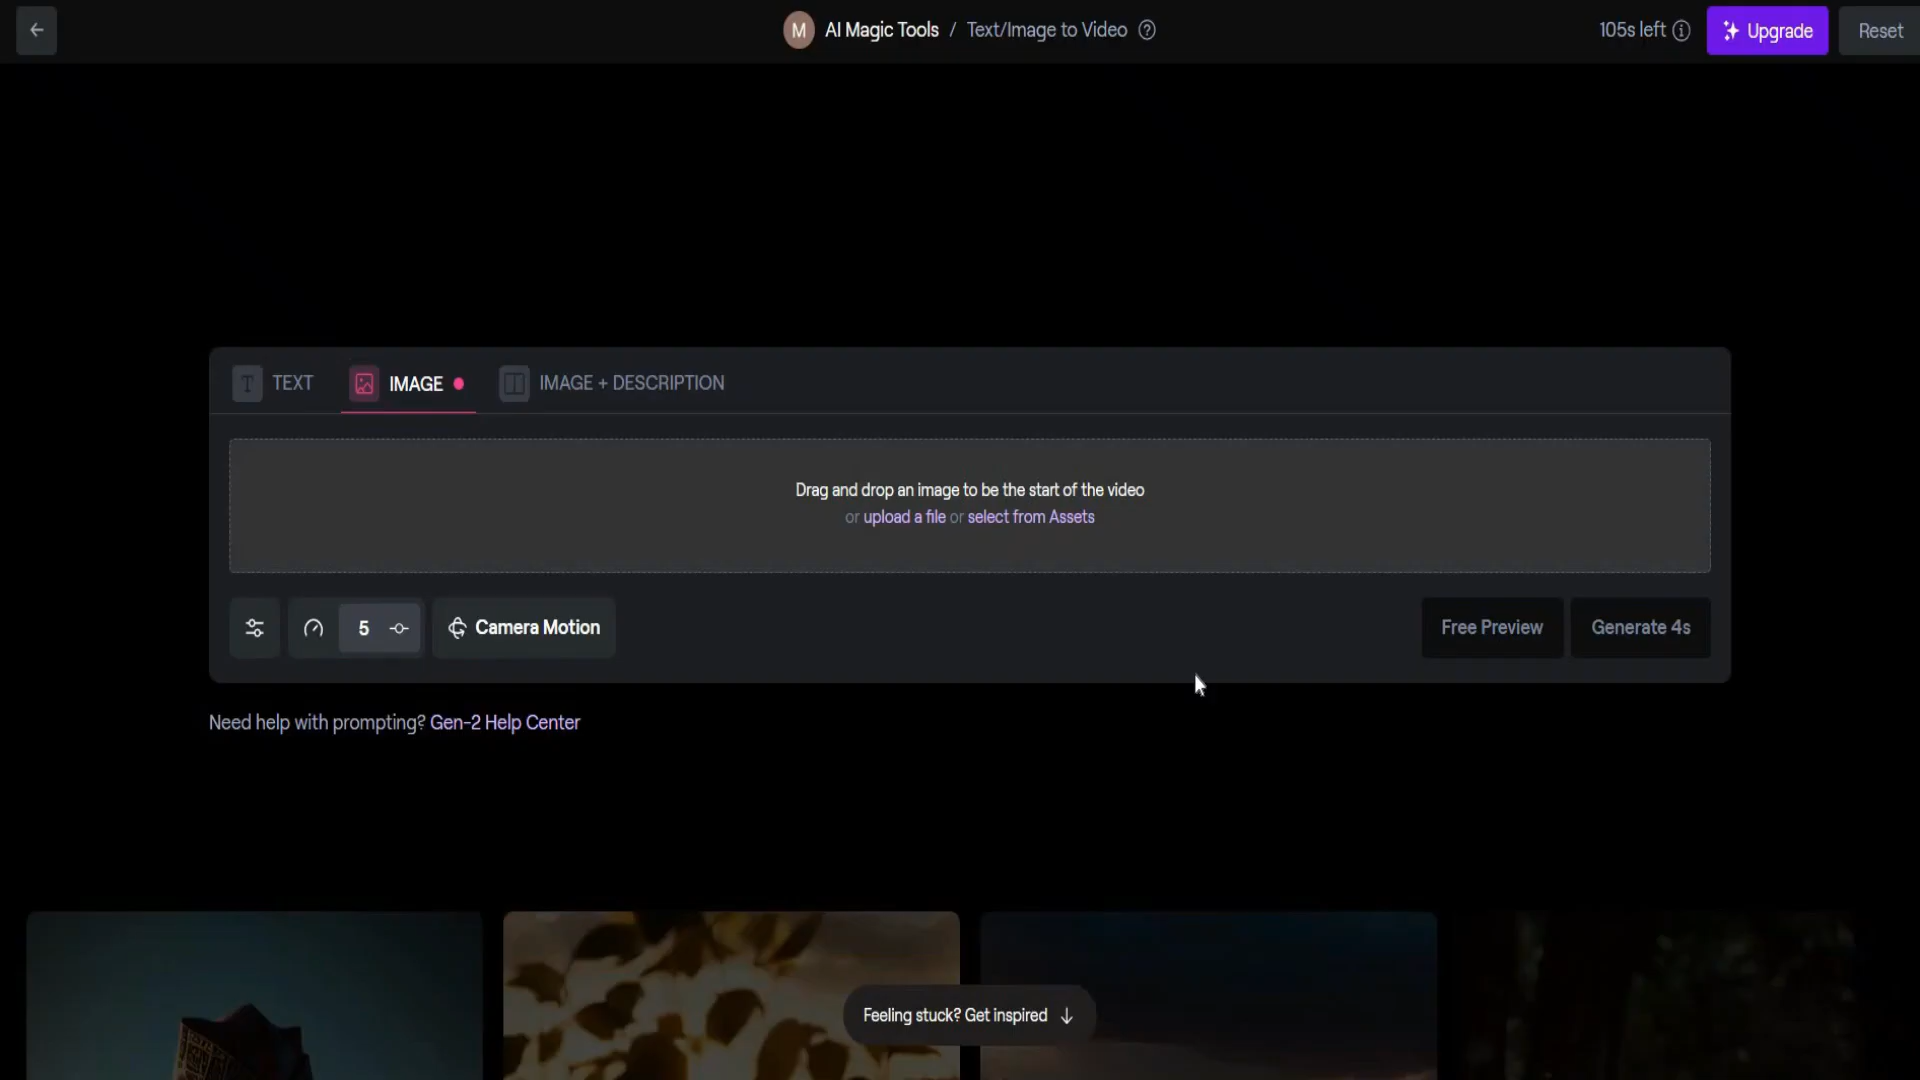 M AI Magic Tools / Text/Image to Video ?
105s left
Upgrade
Reset
T TEXT
IMAGE
IMAGE + DESCRIPTION
Drag and drop an image to be the start of the video
or upload a file or select from Assets
5
Camera Motion
Free Preview
Generate 4s
Need help with prompting? Gen-2 Help Center
Feeling stuck? Get inspired ↓